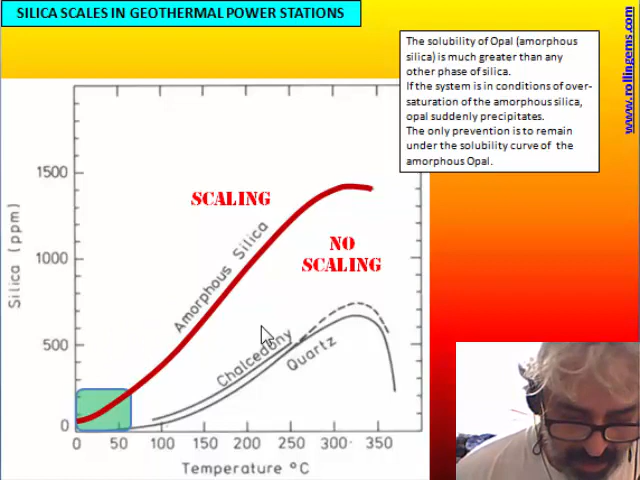 SILICA SCALES IN GEOTHERMAL POWER STATIONS
The solubility of Opal (amorphous
silica) is much greater than any
other phase of silica.
If the system is in conditions of over-
saturation of the amorphous silica,
opal suddenly precipitates.
The only prevention is to remain
under the solubility curve of the
amorphous Opal.
www.rollingems.com
Silica (ppm)
1500
1000
500
0
SCALING
NO
SCALING
Amorphous Silica
Chalcedony
Quartz
0 50 100 150 200 250 300 350
Temperature °C